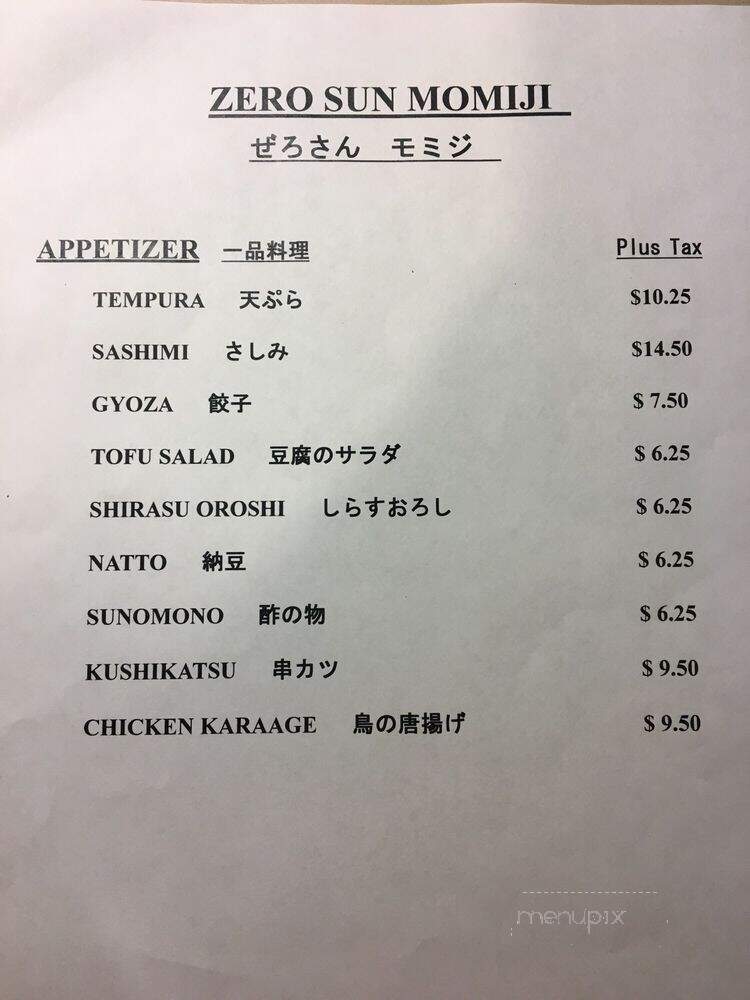 ZERO SUN MOMIJI
ぜろさん　モミジ
APPETIZER 一品料理 Plus Tax
TEMPURA 天ぷら $10.25
SASHIMI さしみ $14.50
GYOZA 餃子 $ 7.50
TOFU SALAD 豆腐のサラダ $ 6.25
SHIRASU OROSHI しらすおろし $ 6.25
NATTO 納豆 $ 6.25
SUNOMONO 酢の物 $ 6.25
KUSHIKATSU 串カツ $ 9.50
CHICKEN KARAAGE 鳥の唐揚げ $ 9.50
menupix